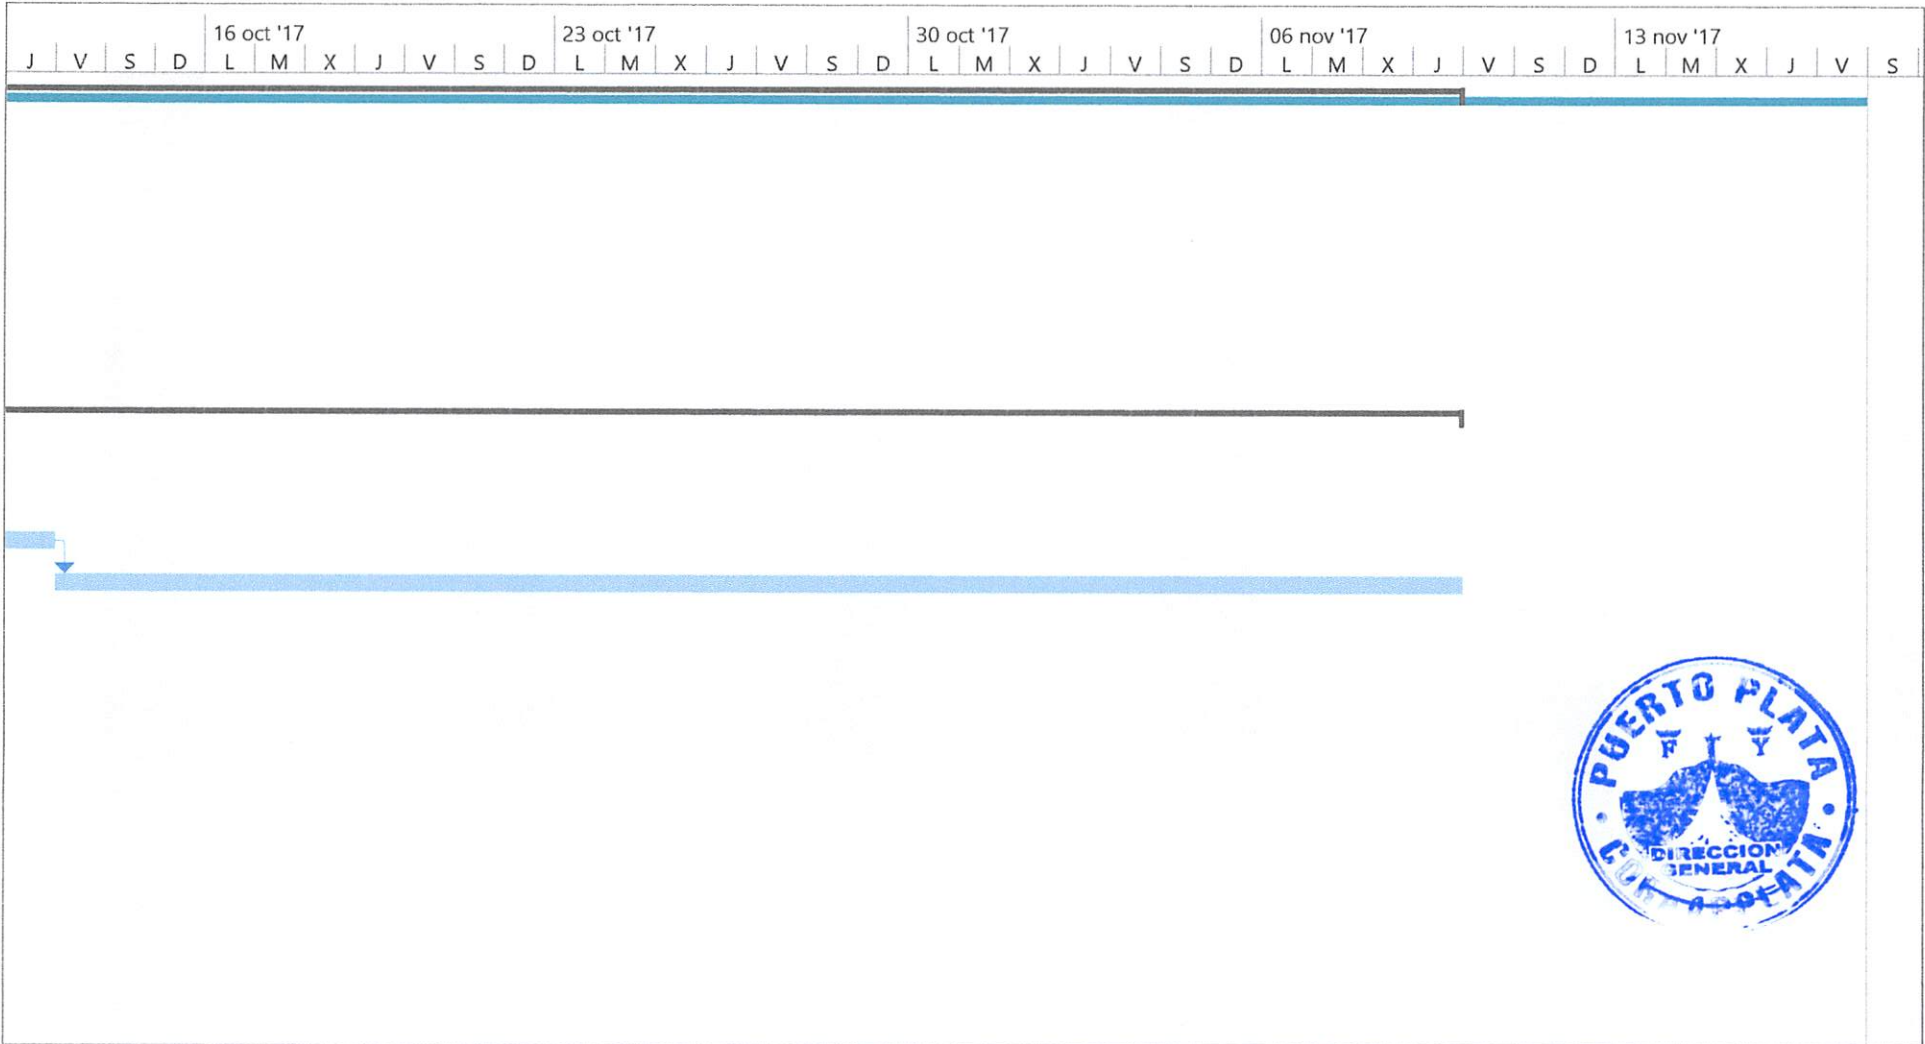 16 oct '17 23 oct '17 30 oct '17 06 nov '17 13 nov '17
J V S D L M X J V S D L M X J V S D L M X J V S D L M X J V S D L M X J V S
PUERTO PLATA
F Y
DIRECCION
GENERAL